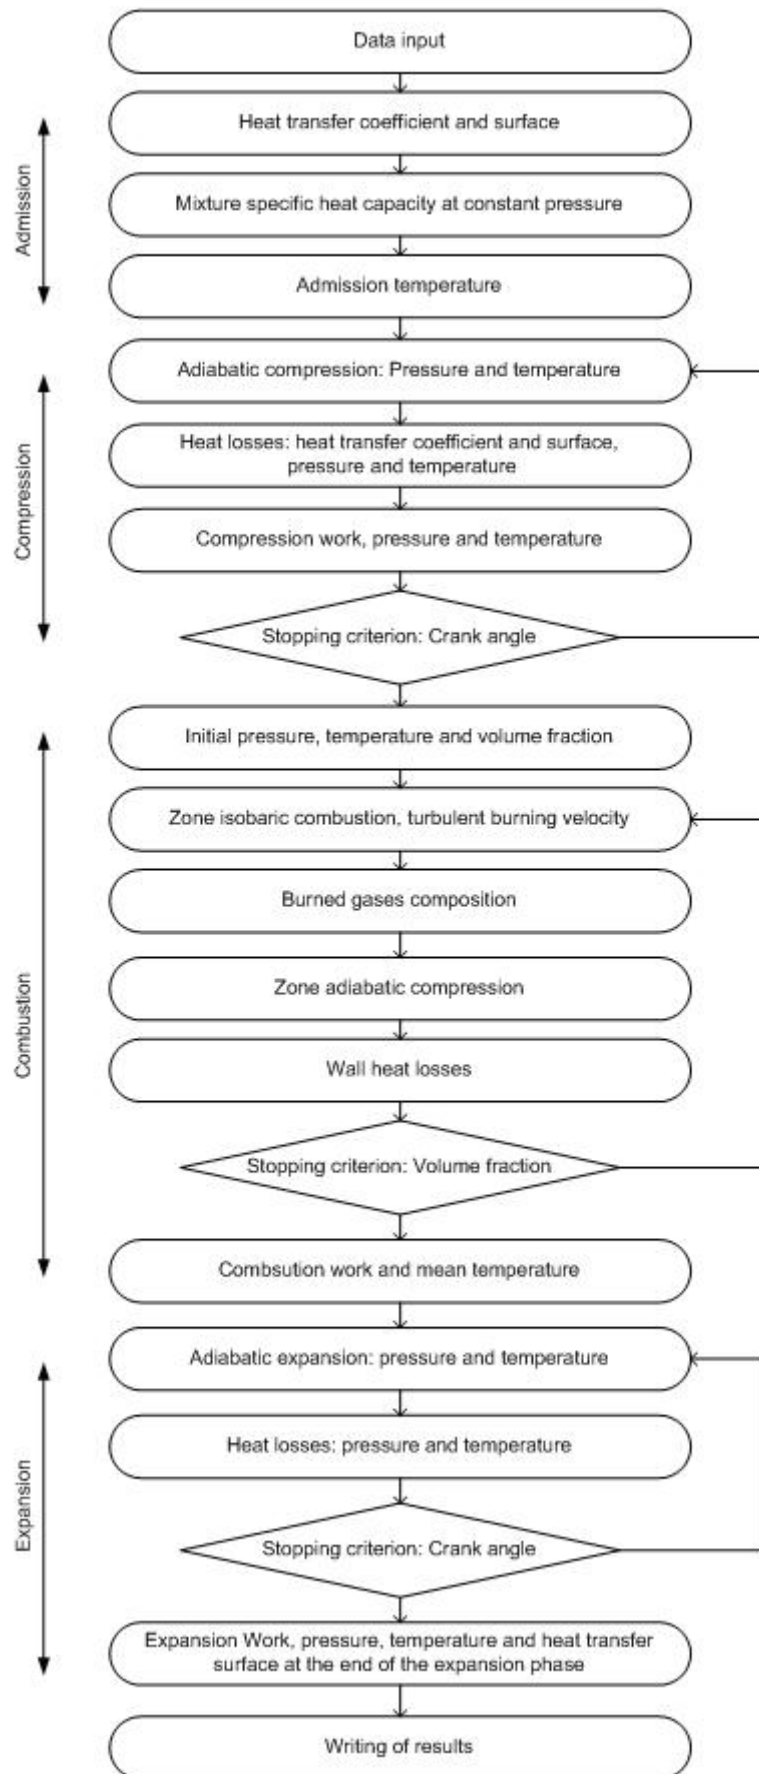 Data input
Admission
Heat transfer coefficient and surface
Mixture specific heat capacity at constant pressure
Admission temperature
Compression
Adiabatic compression: Pressure and temperature
Heat losses: heat transfer coefficient and surface,
pressure and temperature
Compression work, pressure and temperature
Stopping criterion: Crank angle
Combustion
Initial pressure, temperature and volume fraction
Zone isobaric combustion, turbulent burning velocity
Burned gases composition
Zone adiabatic compression
Wall heat losses
Stopping criterion: Volume fraction
Combsution work and mean temperature
Expansion
Adiabatic expansion: pressure and temperature
Heat losses: pressure and temperature
Stopping criterion: Crank angle
Expansion Work, pressure, temperature and heat transfer
surface at the end of the expansion phase
Writing of results